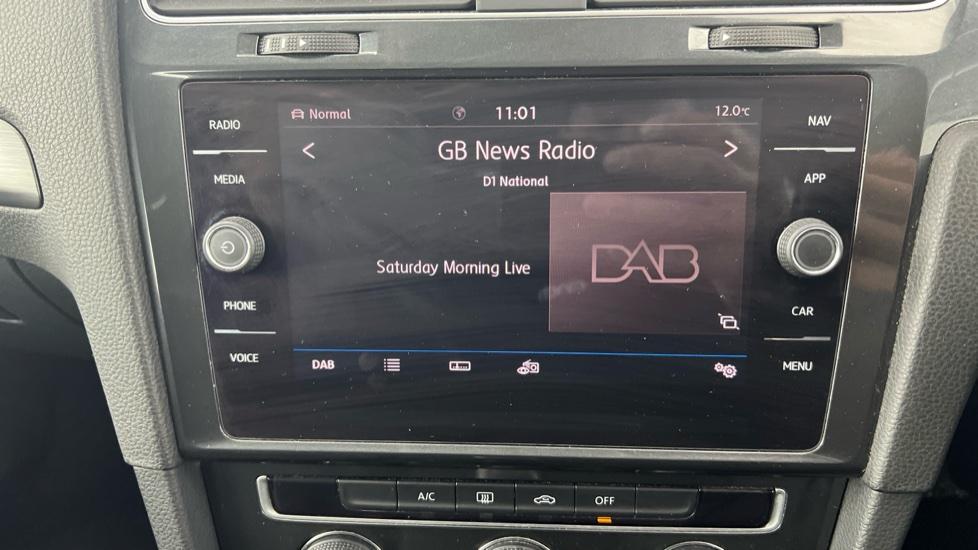 RADIO
MEDIA
PHONE
VOICE
Normal
11:01
12.0°C
GB News Radio
D1 National
Saturday Morning Live
DAB
DAB
NAV
APP
CAR
MENU
A/C
OFF